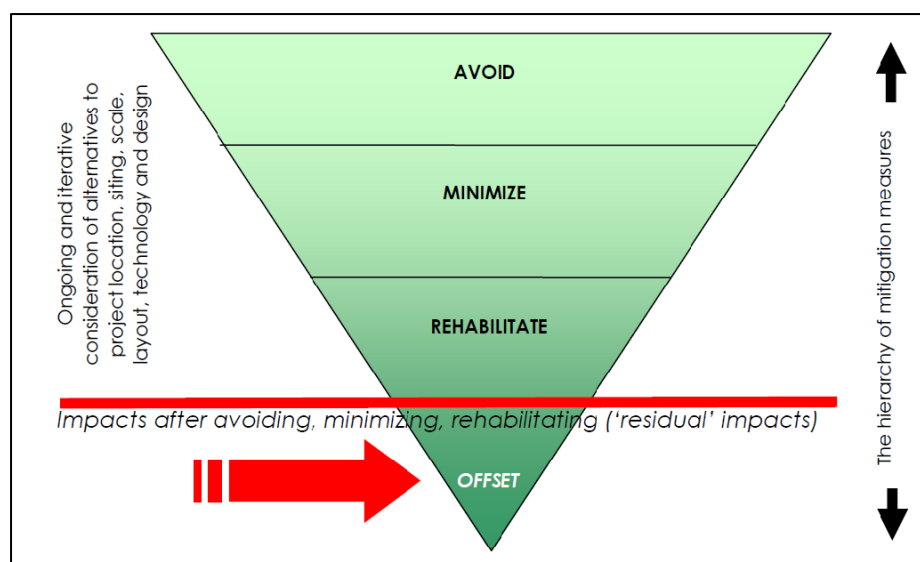 Ongoing and iterative
consideration of alternatives to
project location, siting, scale,
layout, technology and design
AVOID
MINIMIZE
REHABILITATE
Impacts after avoiding, minimizing, rehabilitating (‘residual’ impacts)
OFFSET
The hierarchy of mitigation measures